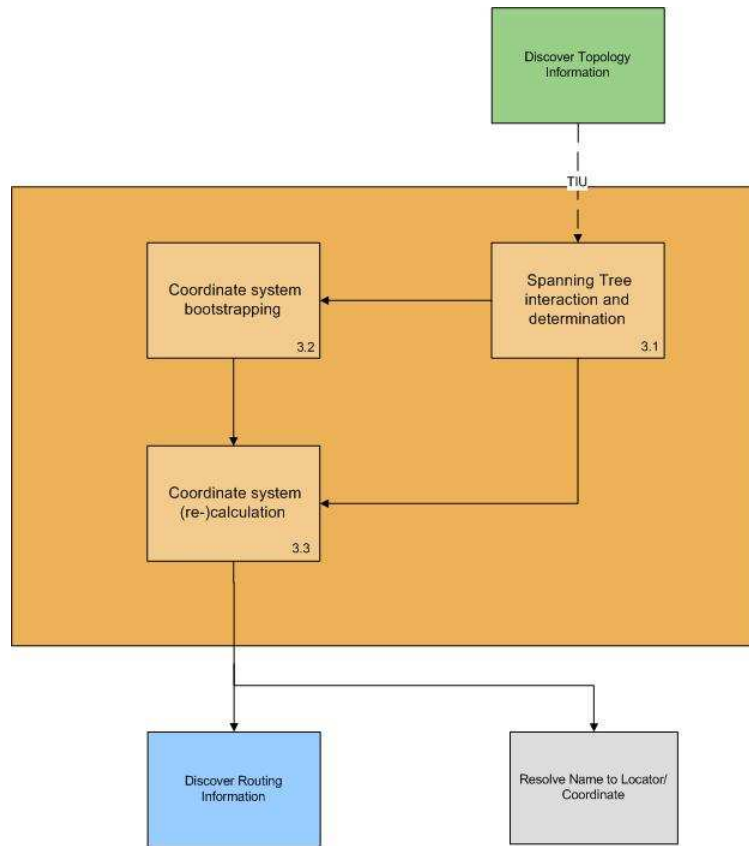 Discover Topology
Information
TIU
Coordinate system
bootstrapping
3.2
Spanning Tree
interaction and
determination
3.1
Coordinate system
(re-)calculation
3.3
Discover Routing
Information
Resolve Name to Locator/
Coordinate